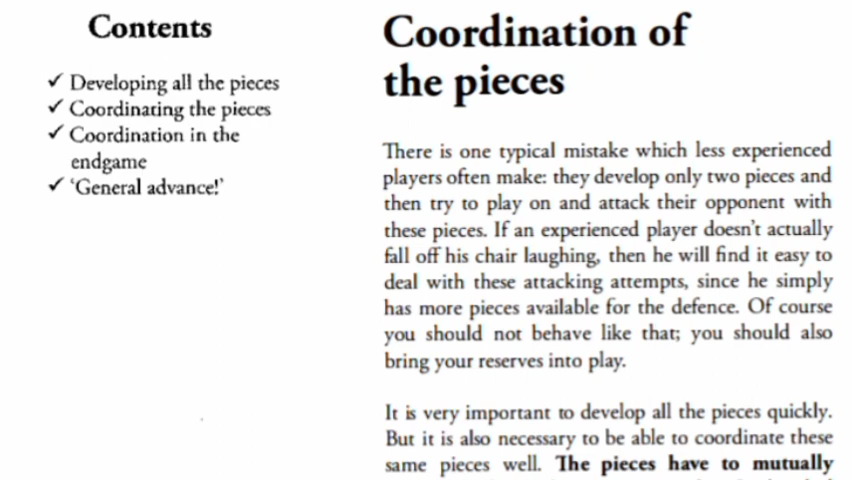 Contents
✓ Developing all the pieces
✓ Coordinating the pieces
✓ Coordination in the
endgame
✓ 'General advance!'
Coordination of
the pieces
There is one typical mistake which less experienced
players often make: they develop only two pieces and
then try to play on and attack their opponent with
these pieces. If an experienced player doesn't actually
fall off his chair laughing, then he will find it easy to
deal with these attacking attempts, since he simply
has more pieces available for the defence. Of course
you should not behave like that; you should also
bring your reserves into play.
It is very important to develop all the pieces quickly.
But it is also necessary to be able to coordinate these
same pieces well. The pieces have to mutually